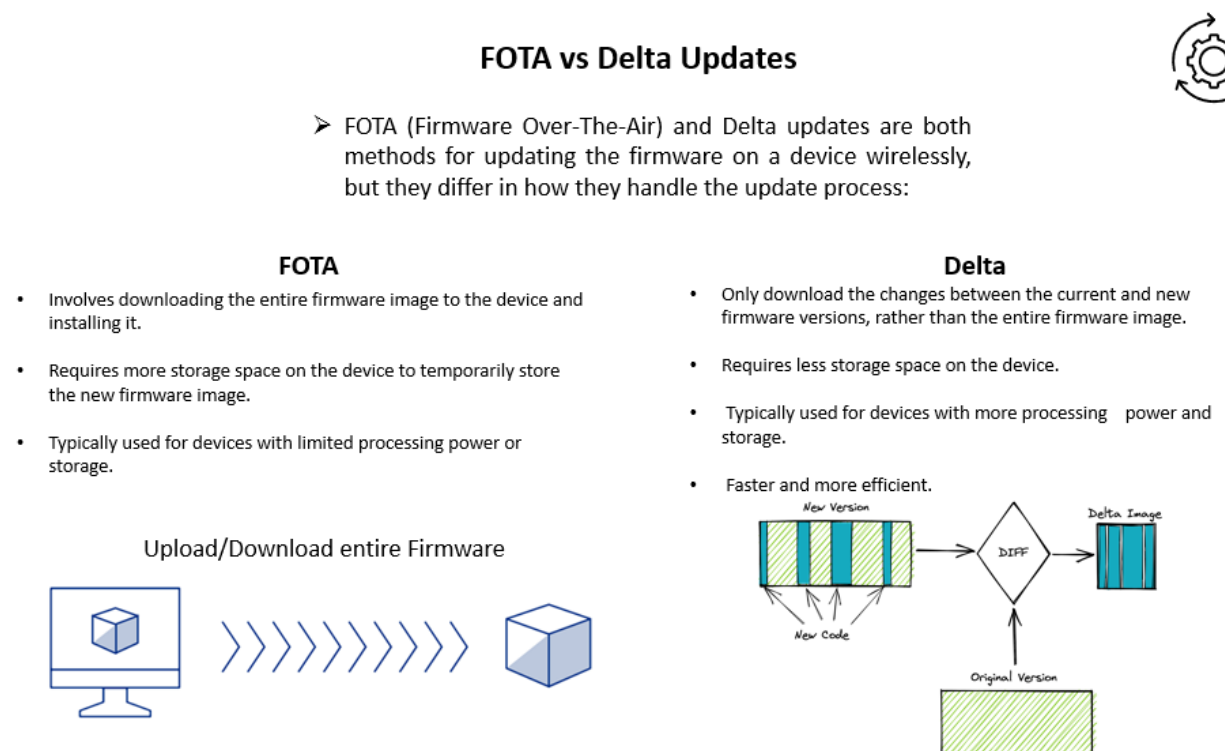 FOTA vs Delta Updates
➤ FOTA (Firmware Over-The-Air) and Delta updates are both
methods for updating the firmware on a device wirelessly,
but they differ in how they handle the update process:
FOTA
• Involves downloading the entire firmware image to the device and
installing it.
• Requires more storage space on the device to temporarily store
the new firmware image.
• Typically used for devices with limited processing power or
storage.
Upload/Download entire Firmware
Delta
• Only download the changes between the current and new
firmware versions, rather than the entire firmware image.
• Requires less storage space on the device.
• Typically used for devices with more processing power and
storage.
• Faster and more efficient.
New Version
DIFF
Delta Image
New Code
Original Version